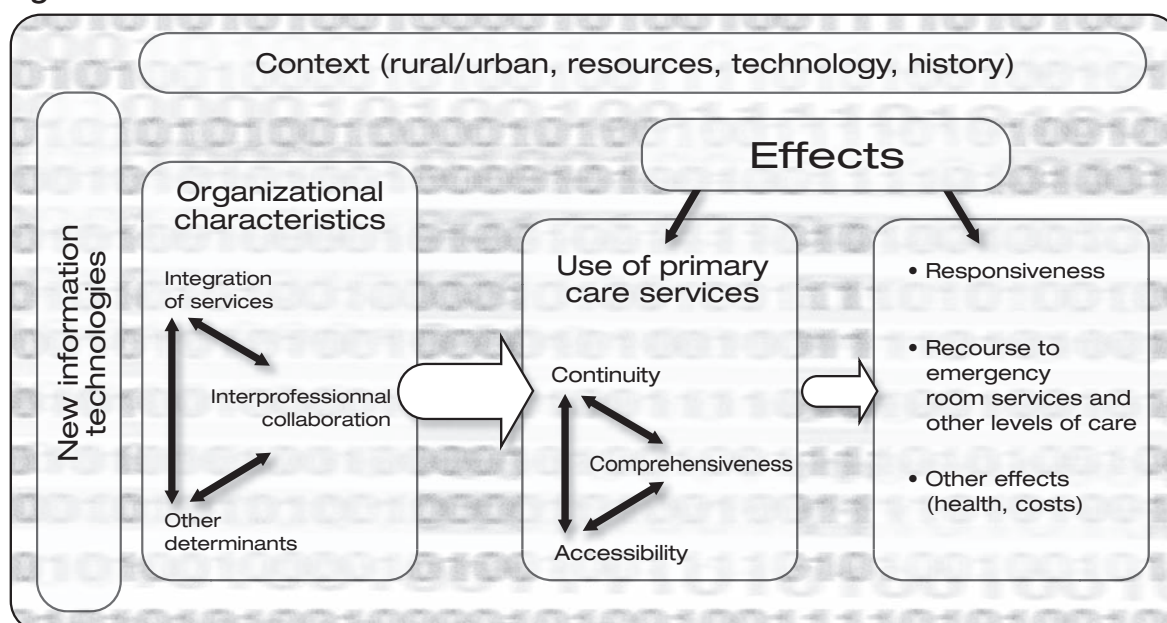 Context (rural/urban, resources, technology, history)
New information
technologies
Organizational
characteristics
Integration
of services
Interprofessionnal
collaboration
Other
determinants
Effects
Use of primary
care services
Continuity
Comprehensiveness
Accessibility
• Responsiveness
• Recourse to
emergency
room services and
other levels of care
• Other effects
(health, costs)